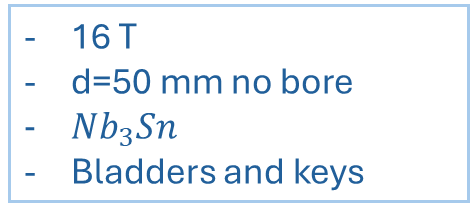 - 16 T
- d=50 mm no bore
- Nb₃Sn
- Bladders and keys